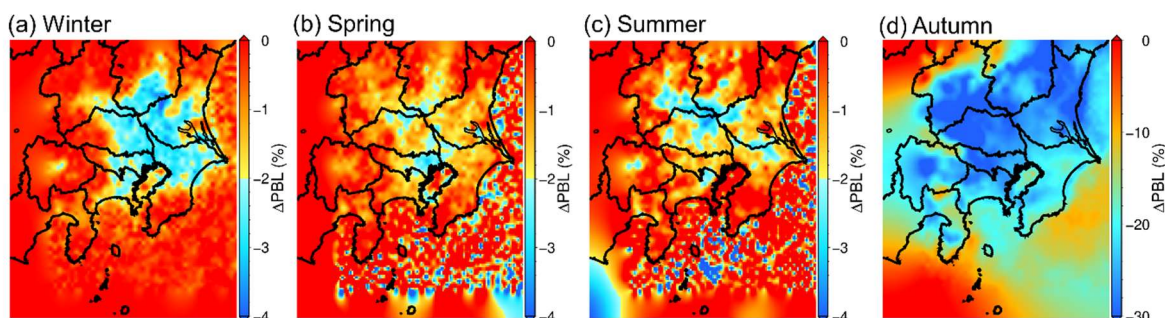 (a) Winter
(b) Spring
(c) Summer
(d) Autumn
0
−1
−2
−3
−4
ΔPBL (%)
0
−1
−2
−3
−4
ΔPBL (%)
0
−1
−2
−3
−4
ΔPBL (%)
0
−10
−20
−30
ΔPBL (%)